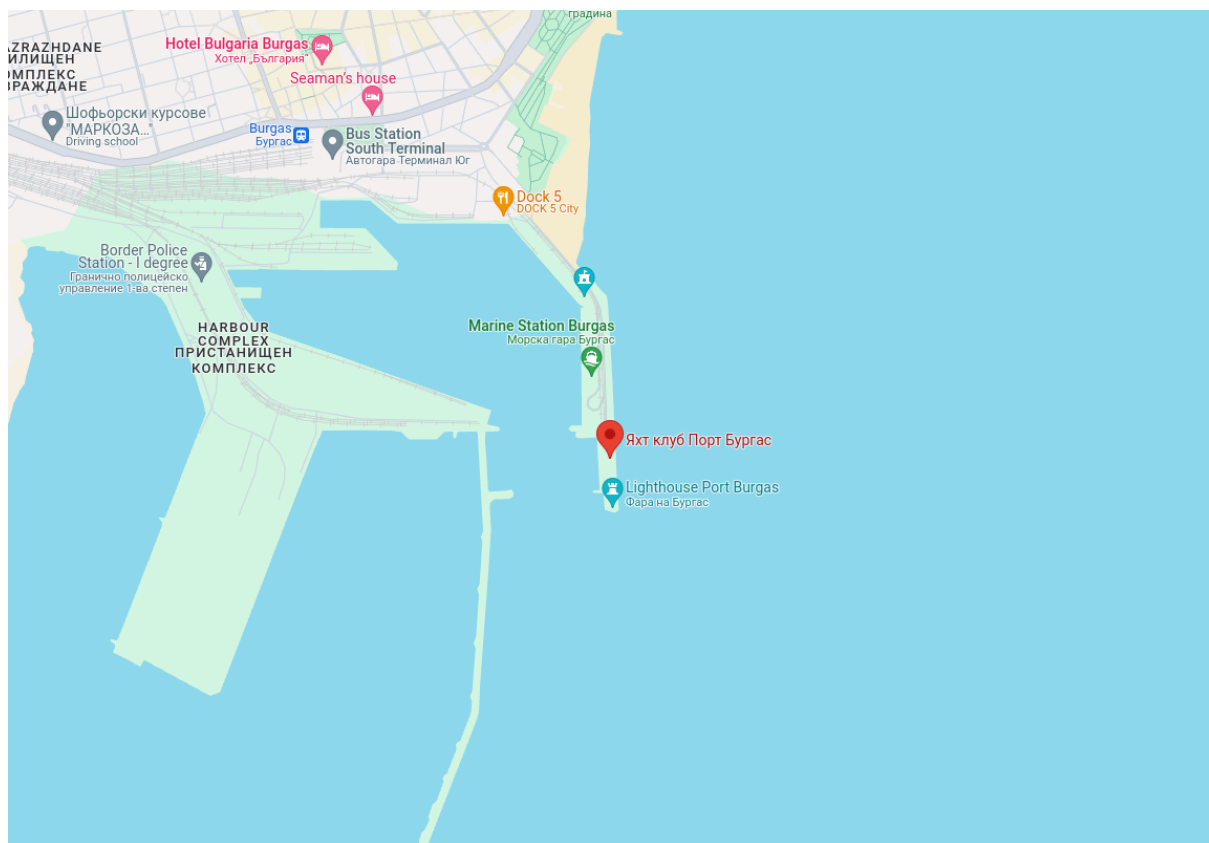 градина
Hotel Bulgaria Burgas
Хотел „България“
AZRAZHDANE
ИЛИЩЕН
ОМПЛЕКС
ЗРАЖДАНЕ
Seaman's house
Шофьорски курсове
"МАРКОЗА..."
Driving school
Burgas
Бургас
Bus Station
South Terminal
Автогара Терминал Юг
Dock 5
DOCK 5 City
Border Police
Station - I degree
Гранично полицейско
управление 1-ва степен
HARBOUR
COMPLEX
ПРИСТАНИЩЕН
КОМПЛЕКС
Marine Station Burgas
Морска гара Бургас
Яхт клуб Порт Бургас
Lighthouse Port Burgas
Фара на Бургас